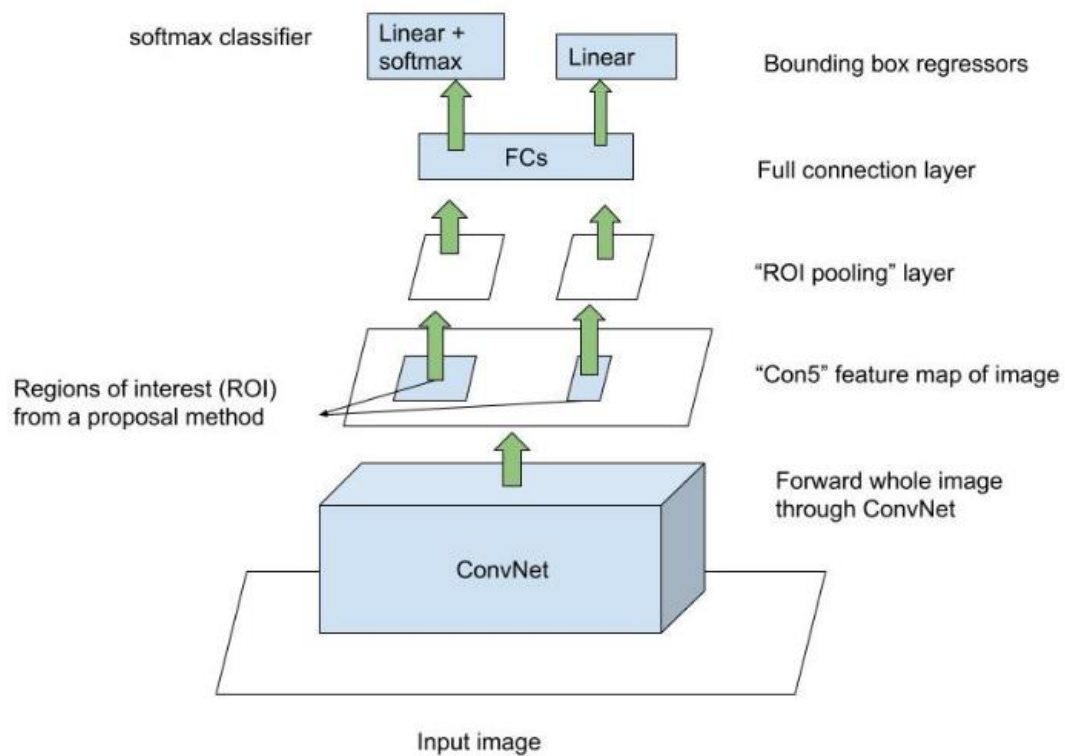 softmax classifier
Linear +
softmax
Linear
Bounding box regressors
FCs
Full connection layer
“ROI pooling” layer
“Con5” feature map of image
Regions of interest (ROI)
from a proposal method
Forward whole image
through ConvNet
ConvNet
Input image